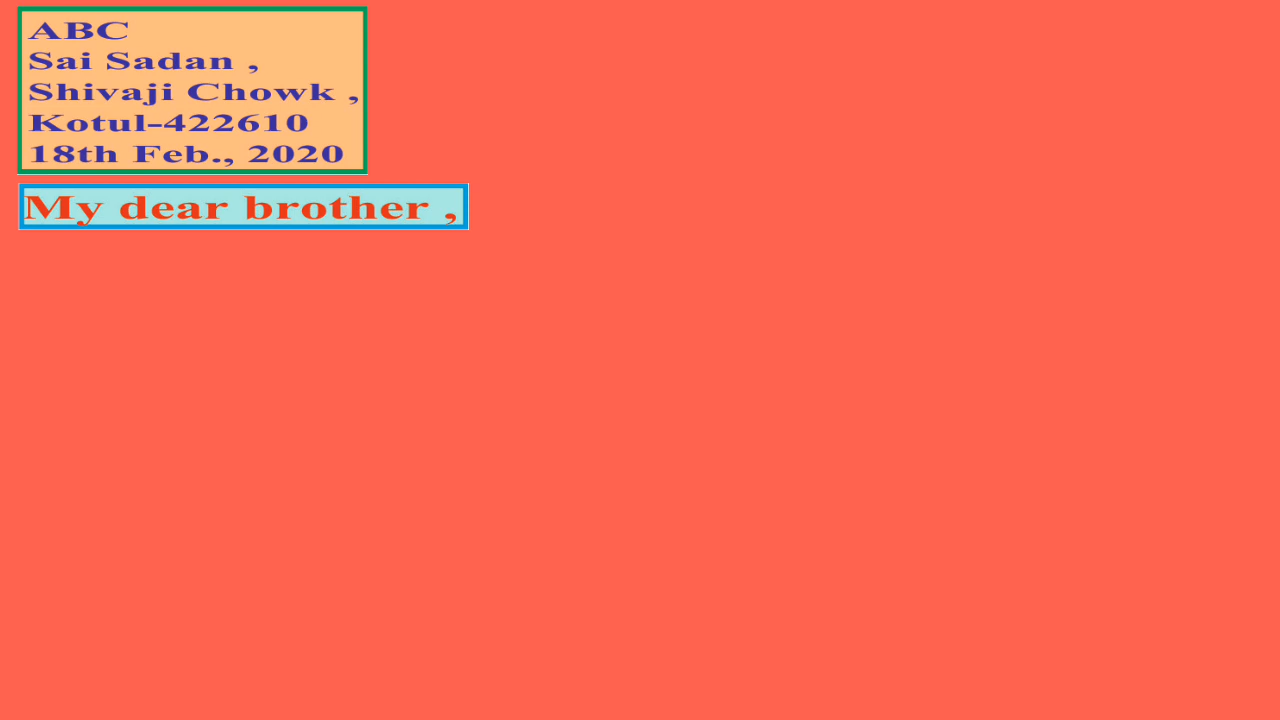 ABC
Sai Sadan ,
Shivaji Chowk ,
Kotul-422610
18th Feb., 2020
My dear brother ,